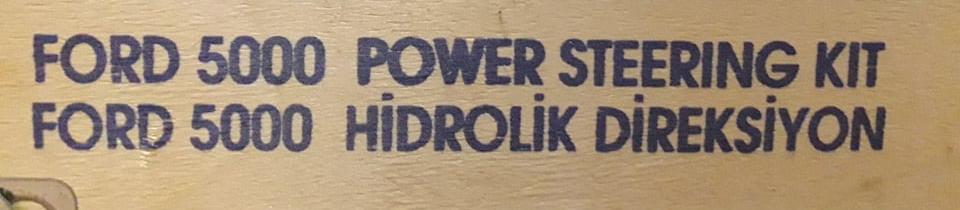 FORD 5000 POWER STEERING KIT
FORD 5000 HİDROLİK DİREKSİYON